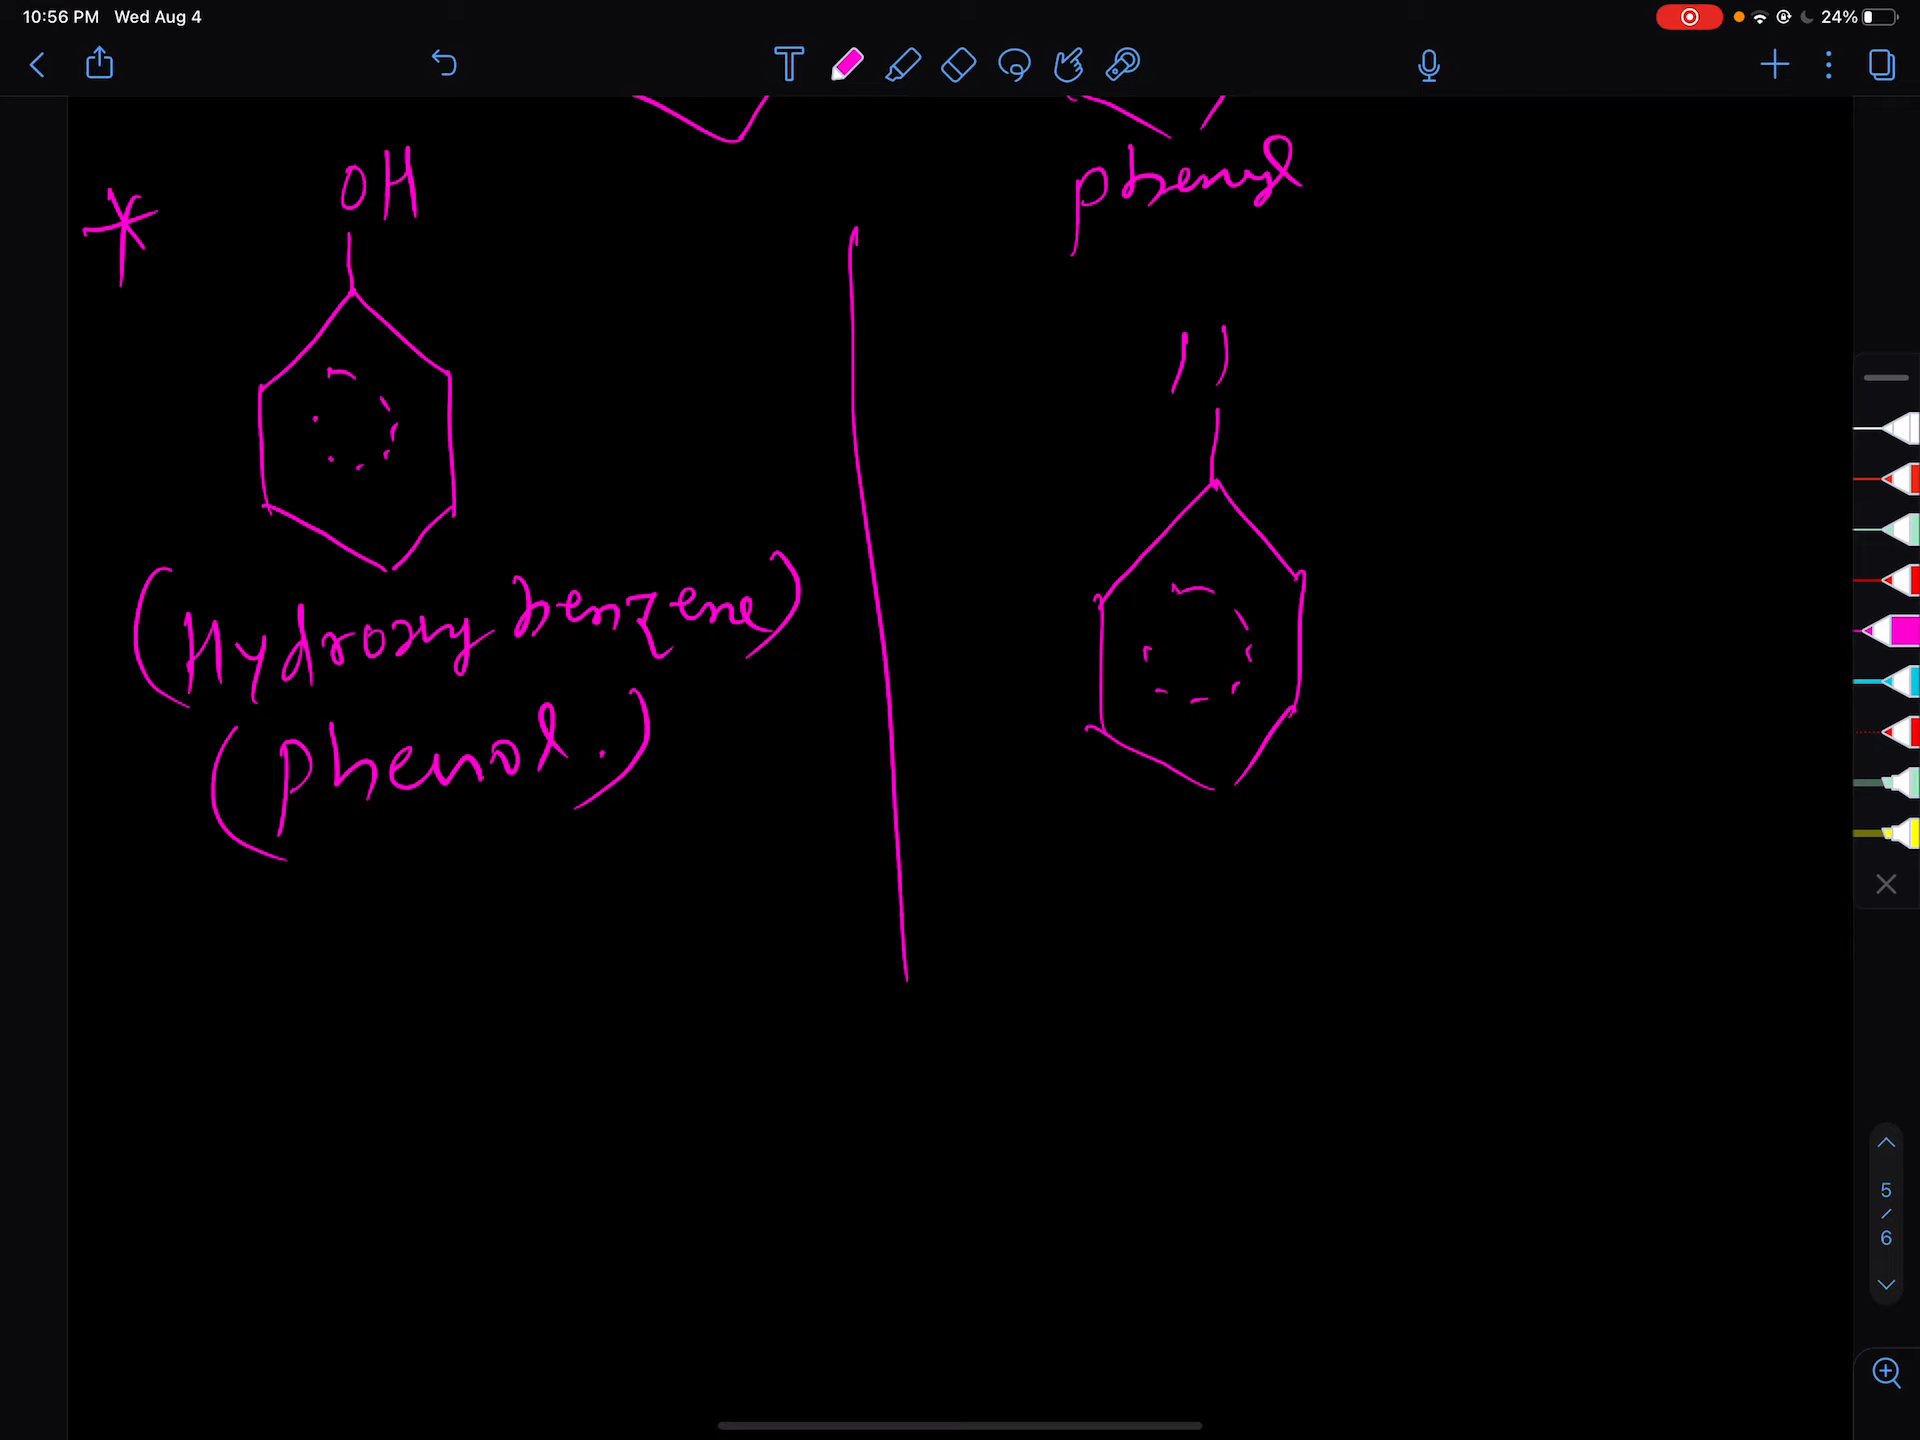 10:56 PM Wed Aug 4
24%
phenyl
OH
(Hydroxy benzene)
(Phenol.)
5
/
6